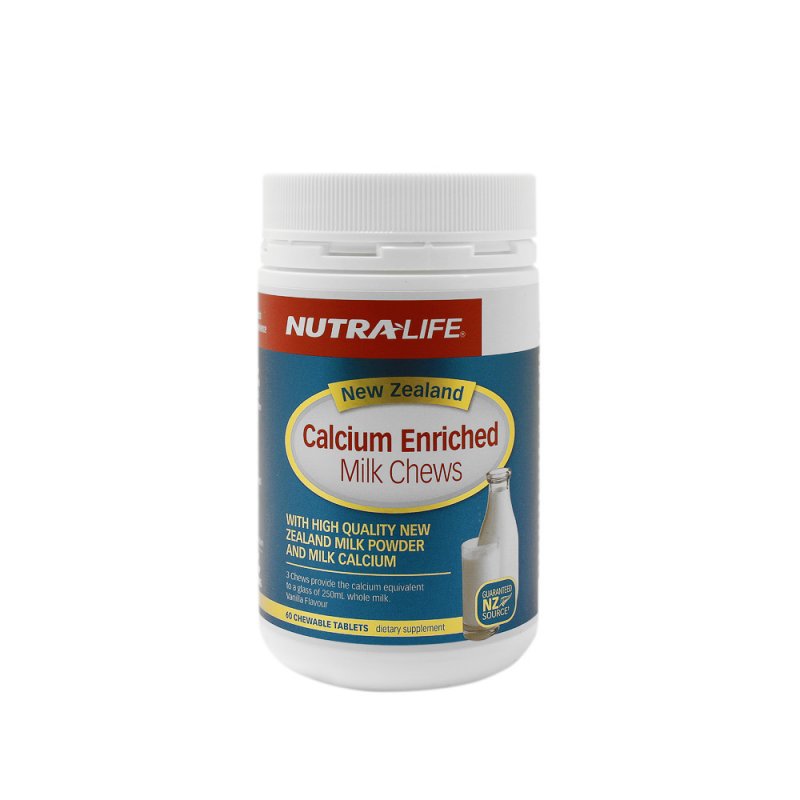 NUTRALIFE®
New Zealand
Calcium Enriched
Milk Chews
WITH HIGH QUALITY NEW
ZEALAND MILK POWDER
AND MILK CALCIUM
3 Chews provide the calcium equivalent
to a glass of 250mL whole milk.
Vanilla Flavour
60 CHEWABLE TABLETS dietary supplement
GUARANTEED
NZ
SOURCE